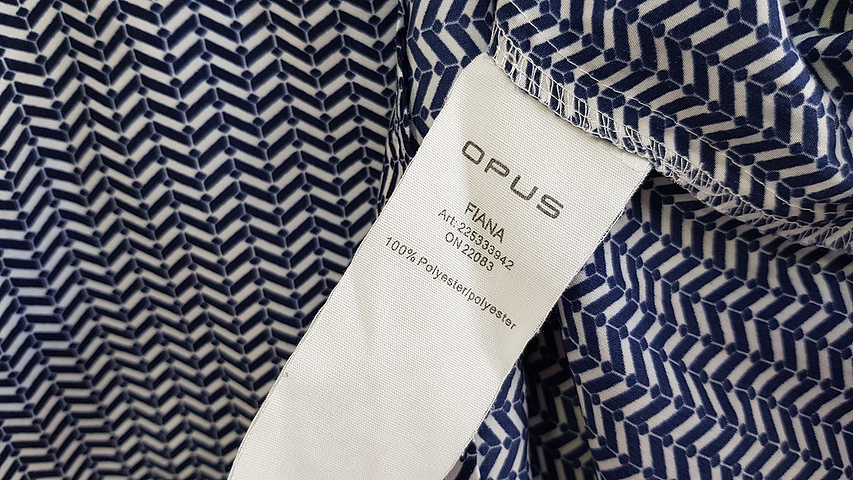 OPUS
FIANA
Art: 225333942
ON 22083
100% Polyester/polyester